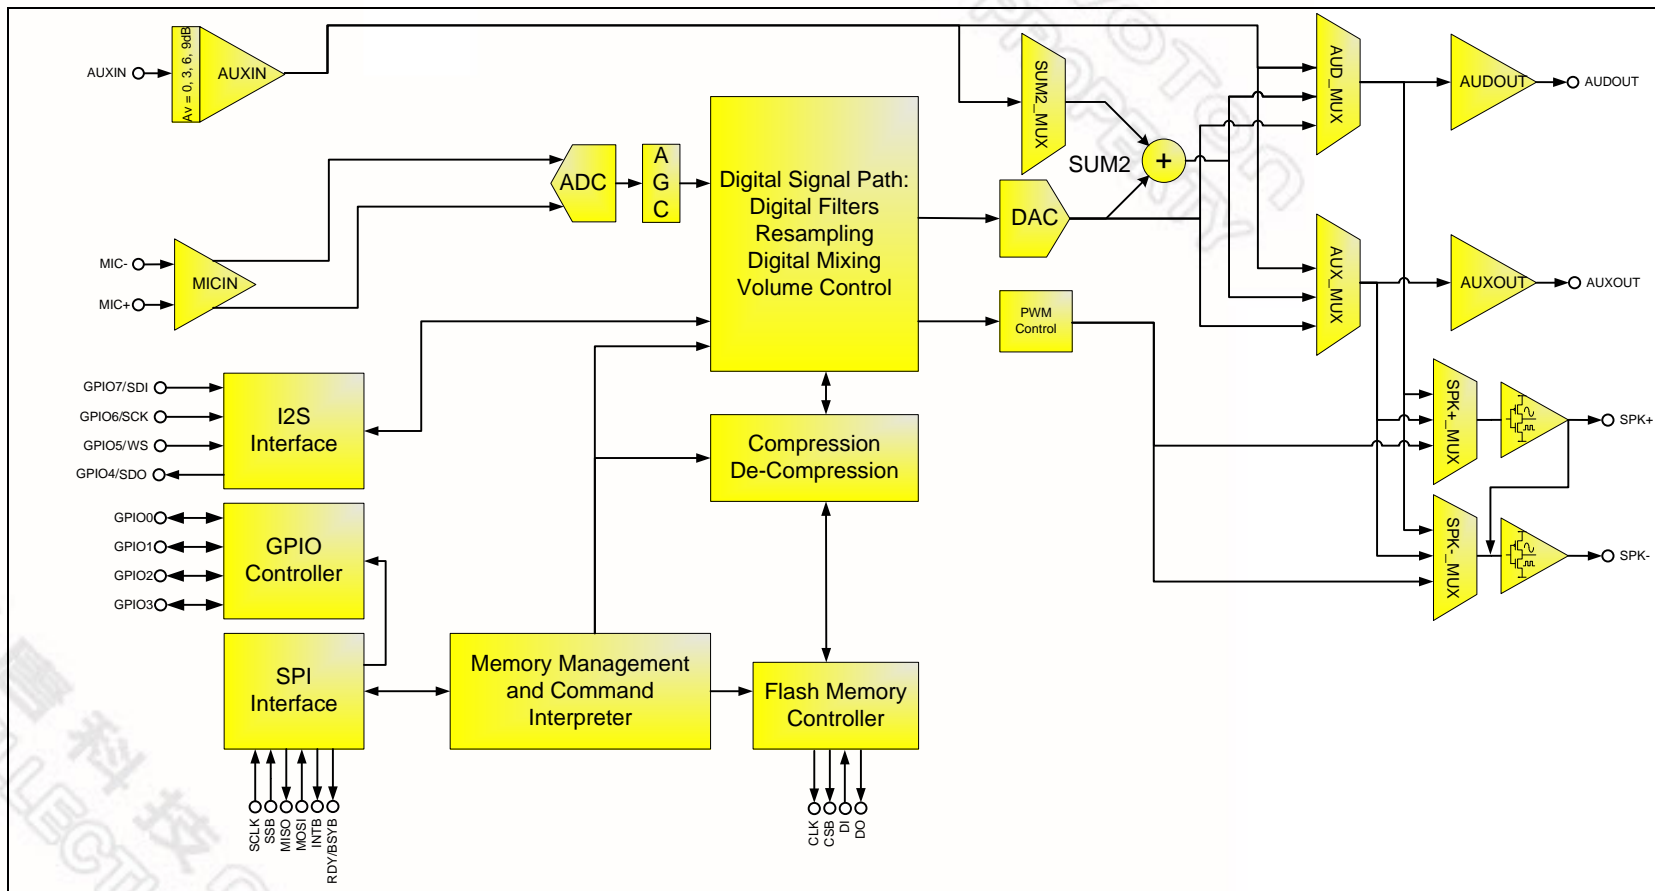 AUXIN
Av = 0, 3, 6, 9dB
AUXIN
SUM2_MUX
AUD_MUX
AUDOUT
AUDOUT
SUM2
+
ADC
A
G
C
Digital Signal Path:
Digital Filters
Resampling
Digital Mixing
Volume Control
DAC
MIC-
MIC+
MICIN
AUX_MUX
AUXOUT
AUXOUT
PWM
Control
GPIO7/SDI
GPIO6/SCK
GPIO5/WS
GPIO4/SDO
I2S
Interface
Compression
De-Compression
SPK+_MUX
SPK+
GPIO0
GPIO1
GPIO2
GPIO3
GPIO
Controller
SPK-_MUX
SPK-
SPI
Interface
Memory Management
and Command
Interpreter
Flash Memory
Controller
SCLK
SSB
MISO
MOSI
INTB
RDY/BSYB
CLK
CSB
DI
DO
PROPERTY
科技